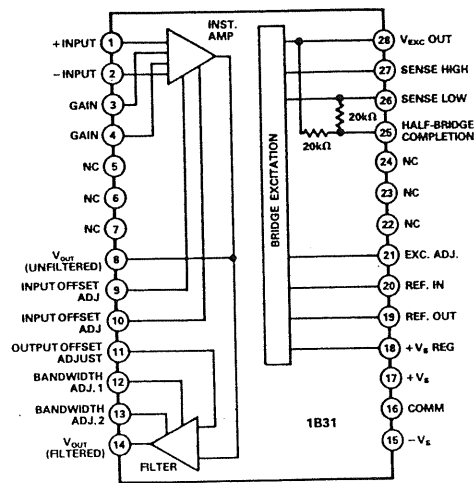 INST.
AMP
+INPUT
1
−INPUT
2
GAIN
3
GAIN
4
NC
5
NC
6
NC
7
VOUT
(UNFILTERED)
8
INPUT OFFSET
ADJ
9
INPUT OFFSET
ADJ
10
OUTPUT OFFSET
ADJUST
11
BANDWIDTH
ADJ. 1
12
BANDWIDTH
ADJ. 2
13
VOUT
(FILTERED)
14
FILTER
BRIDGE EXCITATION
20kΩ
20kΩ
1B31
28
VEXC OUT
27
SENSE HIGH
26
SENSE LOW
25
HALF-BRIDGE
COMPLETION
24
NC
23
NC
22
NC
21
EXC. ADJ.
20
REF. IN
19
REF. OUT
18
+VS REG
17
+VS
16
COMM
15
−VS